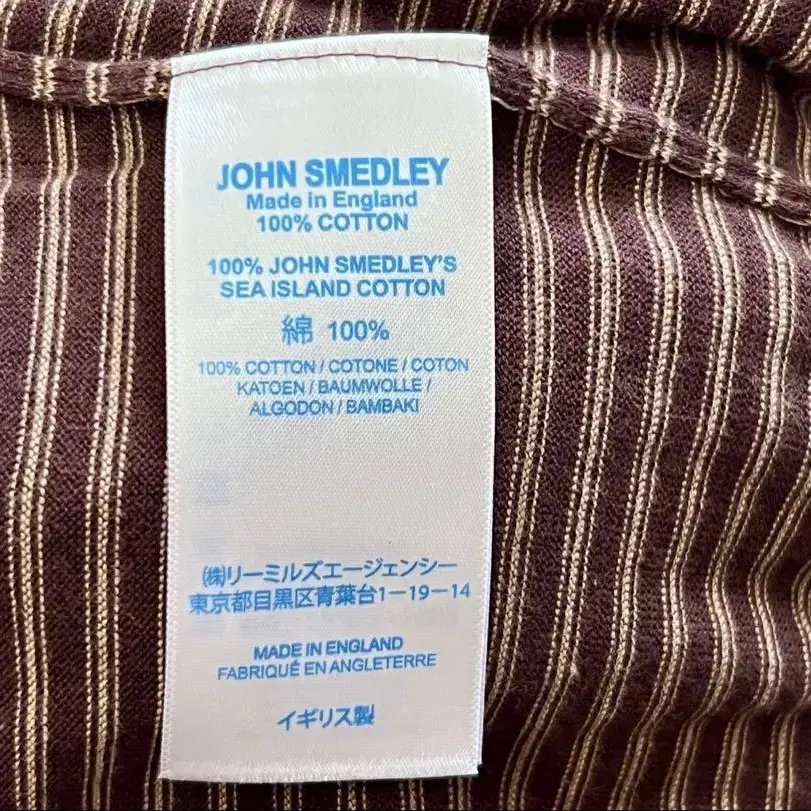 JOHN SMEDLEY
Made in England
100% COTTON
100% JOHN SMEDLEY'S
SEA ISLAND COTTON
綿 100%
100% COTTON / COTONE / COTON
KATOEN / BAUMWOLLE /
ALGODON / BAMBAKI
㈱リーミルズエージェンシー
東京都目黒区青葉台1-19-14
MADE IN ENGLAND
FABRIQUÉ EN ANGLETERRE
イギリス製